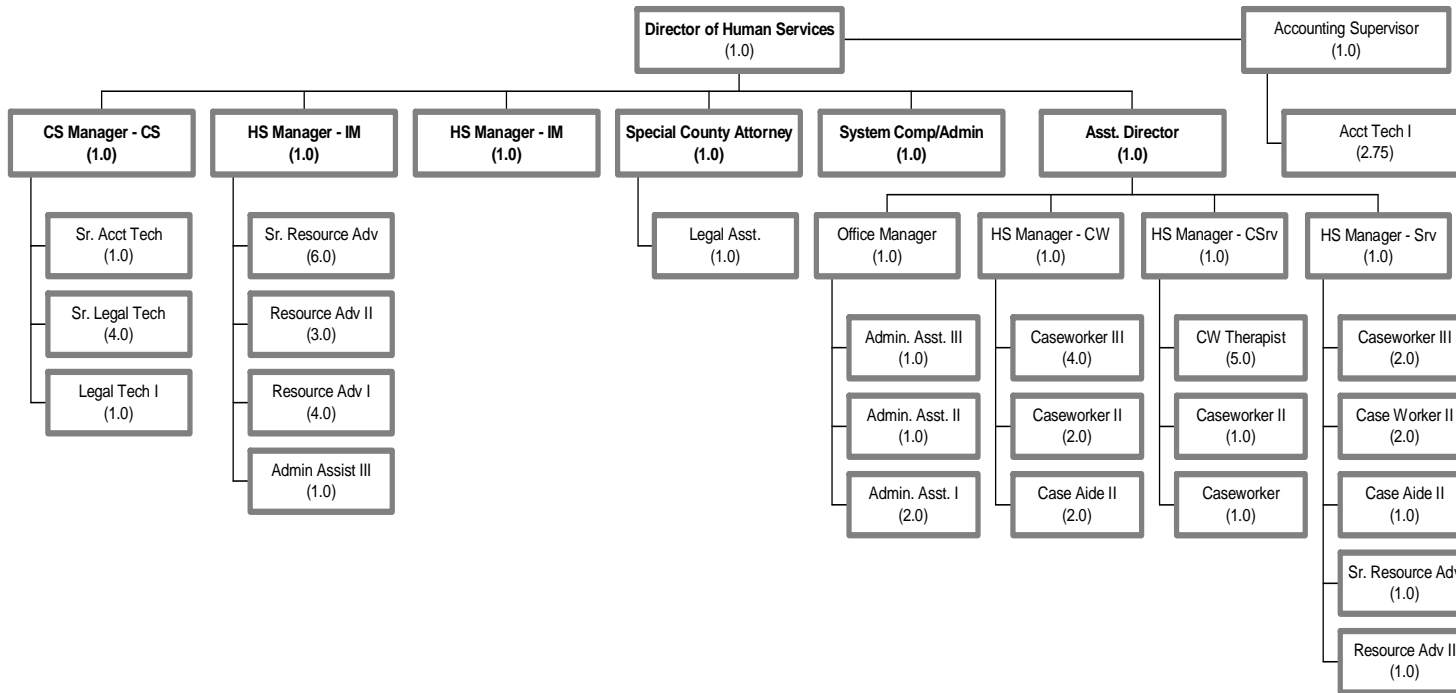 Director of Human Services
(1.0)
Accounting Supervisor
(1.0)
CS Manager - CS
(1.0)
HS Manager - IM
(1.0)
HS Manager - IM
(1.0)
Special County Attorney
(1.0)
System Comp/Admin
(1.0)
Asst. Director
(1.0)
Acct Tech I
(2.75)
Sr. Acct Tech
(1.0)
Sr. Legal Tech
(4.0)
Legal Tech I
(1.0)
Sr. Resource Adv
(6.0)
Resource Adv II
(3.0)
Resource Adv I
(4.0)
Admin Assist III
(1.0)
Legal Asst.
(1.0)
Office Manager
(1.0)
HS Manager - CW
(1.0)
HS Manager - CSrv
(1.0)
HS Manager - Srv
(1.0)
Admin. Asst. III
(1.0)
Admin. Asst. II
(1.0)
Admin. Asst. I
(2.0)
Caseworker III
(4.0)
Caseworker II
(2.0)
Case Aide II
(2.0)
CW Therapist
(5.0)
Caseworker II
(1.0)
Caseworker
(1.0)
Caseworker III
(2.0)
Case Worker II
(2.0)
Case Aide II
(1.0)
Sr. Resource Adv
(1.0)
Resource Adv II
(1.0)